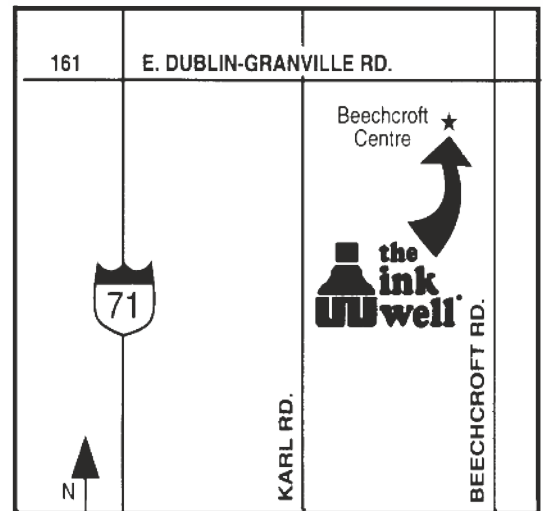 161 E. DUBLIN-GRANVILLE RD.
Beechcroft
Centre
the
ink
well
71
KARL RD.
BEECHCROFT RD.
N